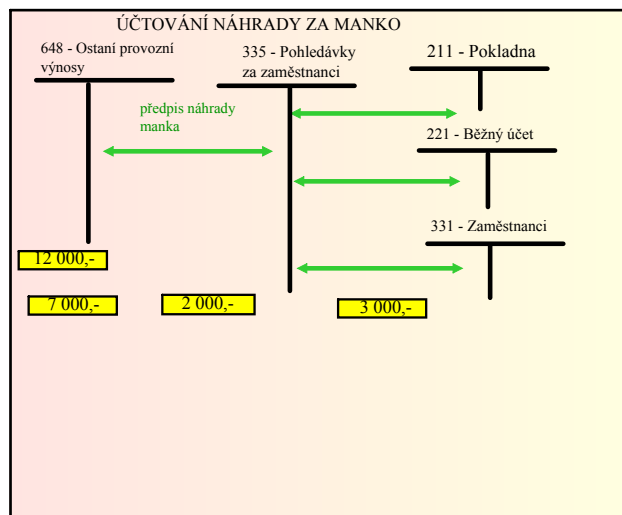 ÚČTOVÁNÍ NÁHRADY ZA MANKO
648 - Ostaní provozní
výnosy
335 - Pohledávky
za zaměstnanci
211 - Pokladna
předpis náhrady
manka
221 - Běžný účet
331 - Zaměstnanci
12 000,-
7 000,-
2 000,-
3 000,-